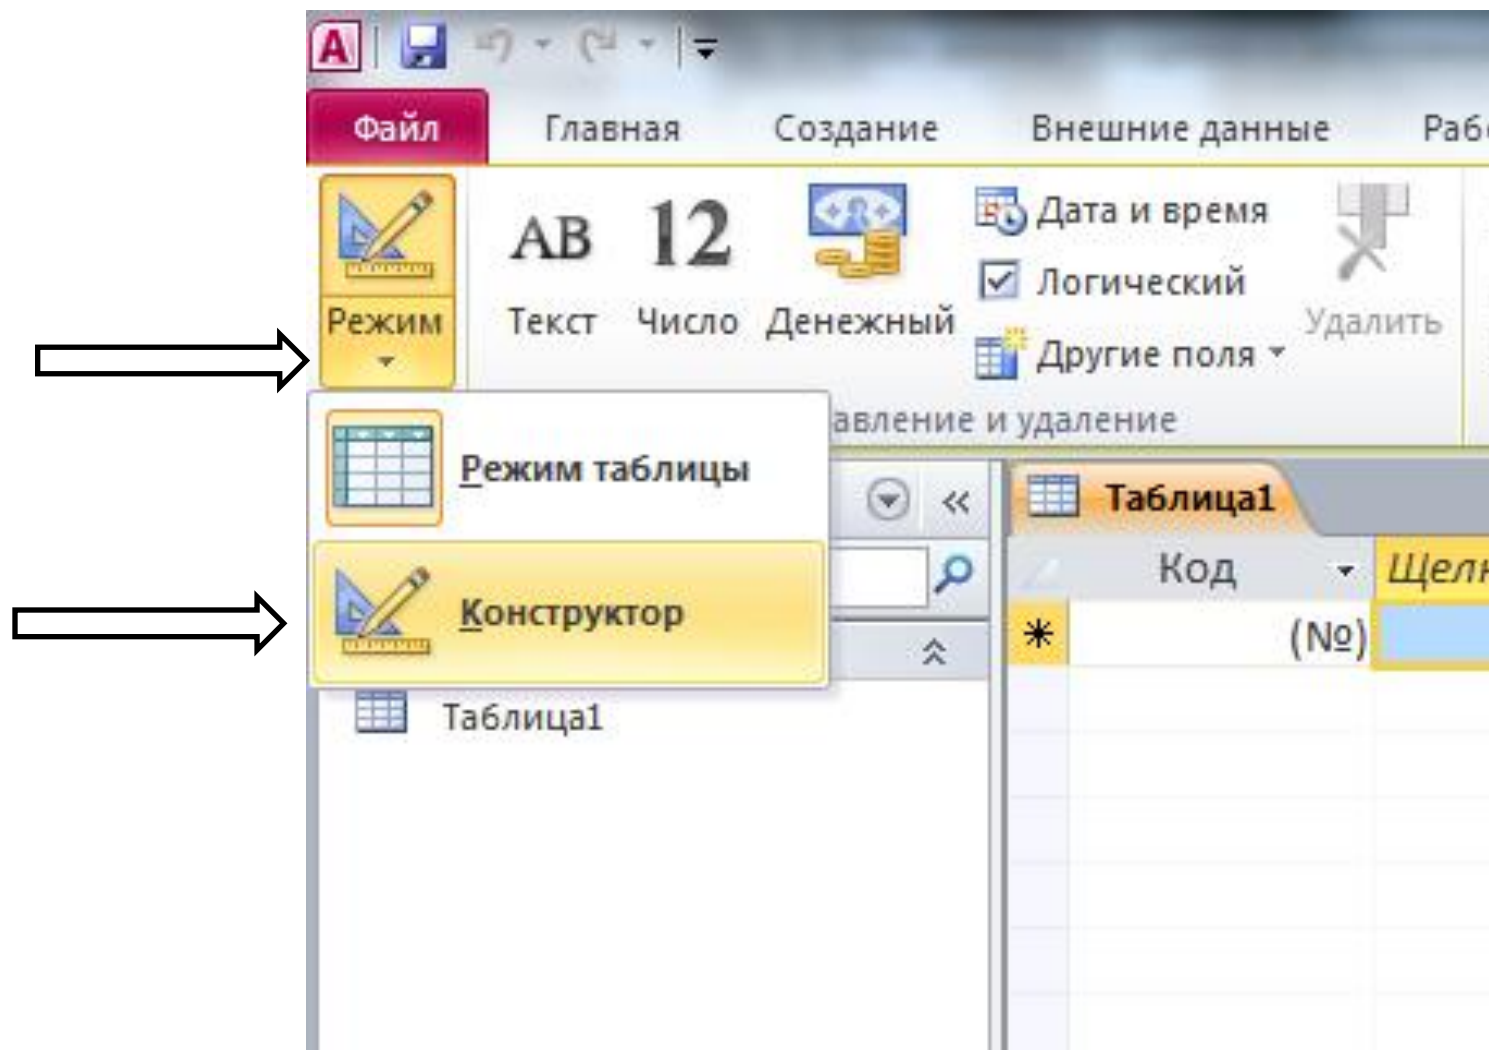 Файл Главная Создание Внешние данные
AB 12 Дата и время
Логический
Режим Текст Число Денежный Удалить
Другие поля
Режим таблицы
и удаление
Таблица1
Код
Конструктор
(№)
Таблица1